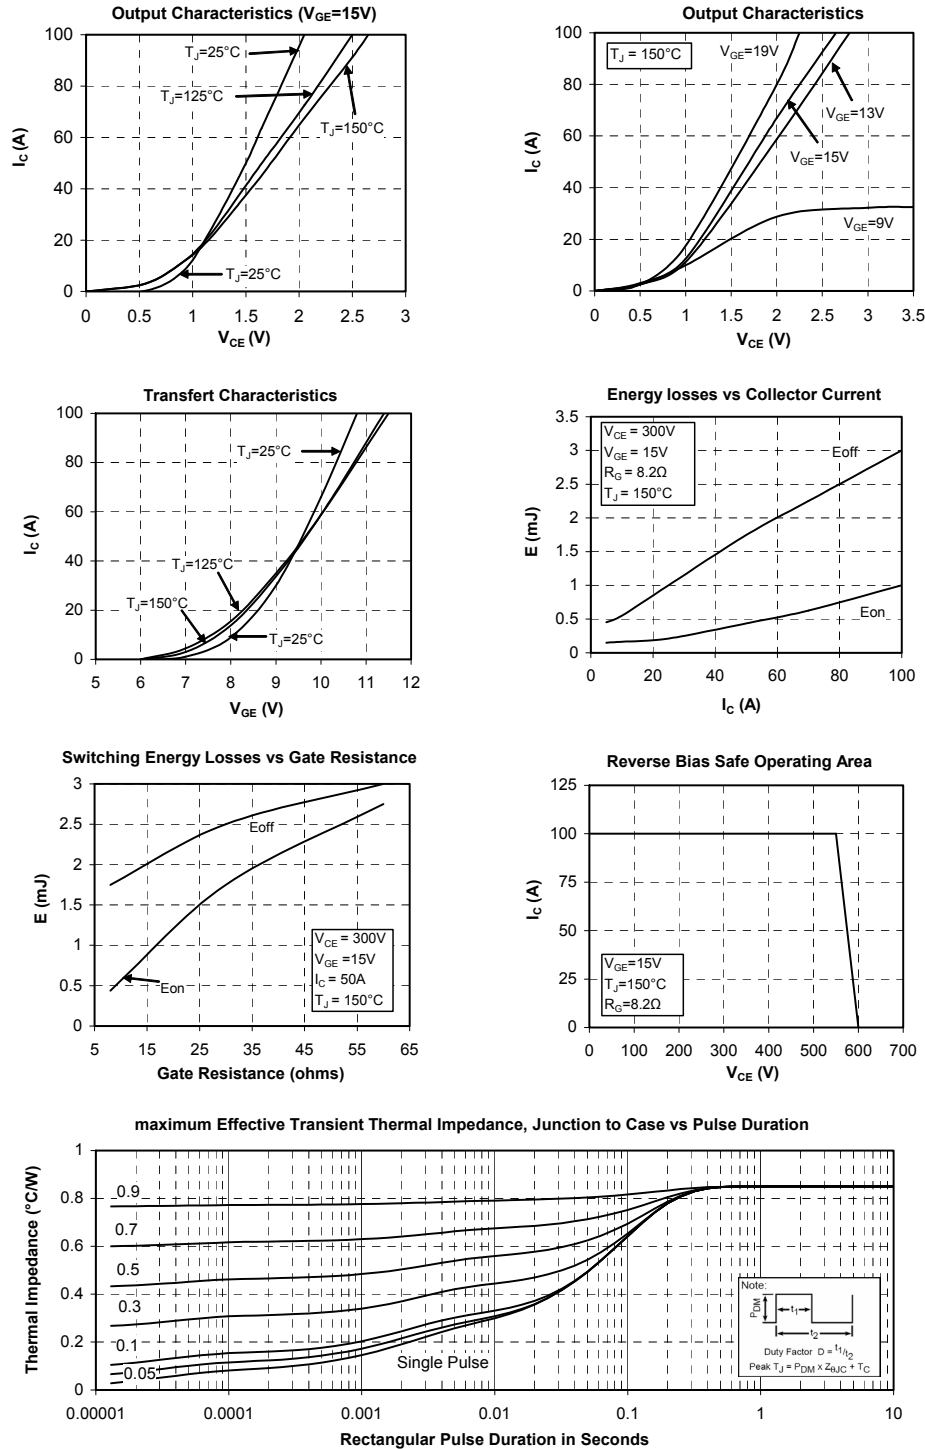 Output Characteristics (VGE=15V)
100
80
60
40
20
0
0 0.5 1 1.5 2 2.5 3
IC (A)
VCE (V)
TJ=25°C
TJ=125°C
TJ=150°C
TJ=25°C
Output Characteristics
100
80
60
40
20
0
0 0.5 1 1.5 2 2.5 3 3.5
IC (A)
VCE (V)
TJ = 150°C
VGE=19V
VGE=13V
VGE=15V
VGE=9V
Transfert Characteristics
100
80
60
40
20
0
5 6 7 8 9 10 11 12
IC (A)
VGE (V)
TJ=25°C
TJ=125°C
TJ=150°C
TJ=25°C
Energy losses vs Collector Current
3.5
3
2.5
2
1.5
1
0.5
0
0 20 40 60 80 100
E (mJ)
IC (A)
VCE = 300V
VGE = 15V
RG = 8.2Ω
TJ = 150°C
Eoff
Eon
Switching Energy Losses vs Gate Resistance
3
2.5
2
1.5
1
0.5
0
5 15 25 35 45 55 65
E (mJ)
Gate Resistance (ohms)
Eoff
Eon
VCE = 300V
VGE =15V
IC = 50A
TJ = 150°C
Reverse Bias Safe Operating Area
125
100
75
50
25
0
0 100 200 300 400 500 600 700
IC (A)
VCE (V)
VGE=15V
TJ=150°C
RG=8.2Ω
maximum Effective Transient Thermal Impedance, Junction to Case vs Pulse Duration
1
0.8
0.6
0.4
0.2
0
0.00001 0.0001 0.001 0.01 0.1 1 10
Thermal Impedance (°C/W)
Rectangular Pulse Duration in Seconds
0.9
0.7
0.5
0.3
0.1
0.05
Single Pulse
Note:
PDM
t1
t2
Duty Factor D = t1/t2
Peak TJ = PDM x ZθJC + TC